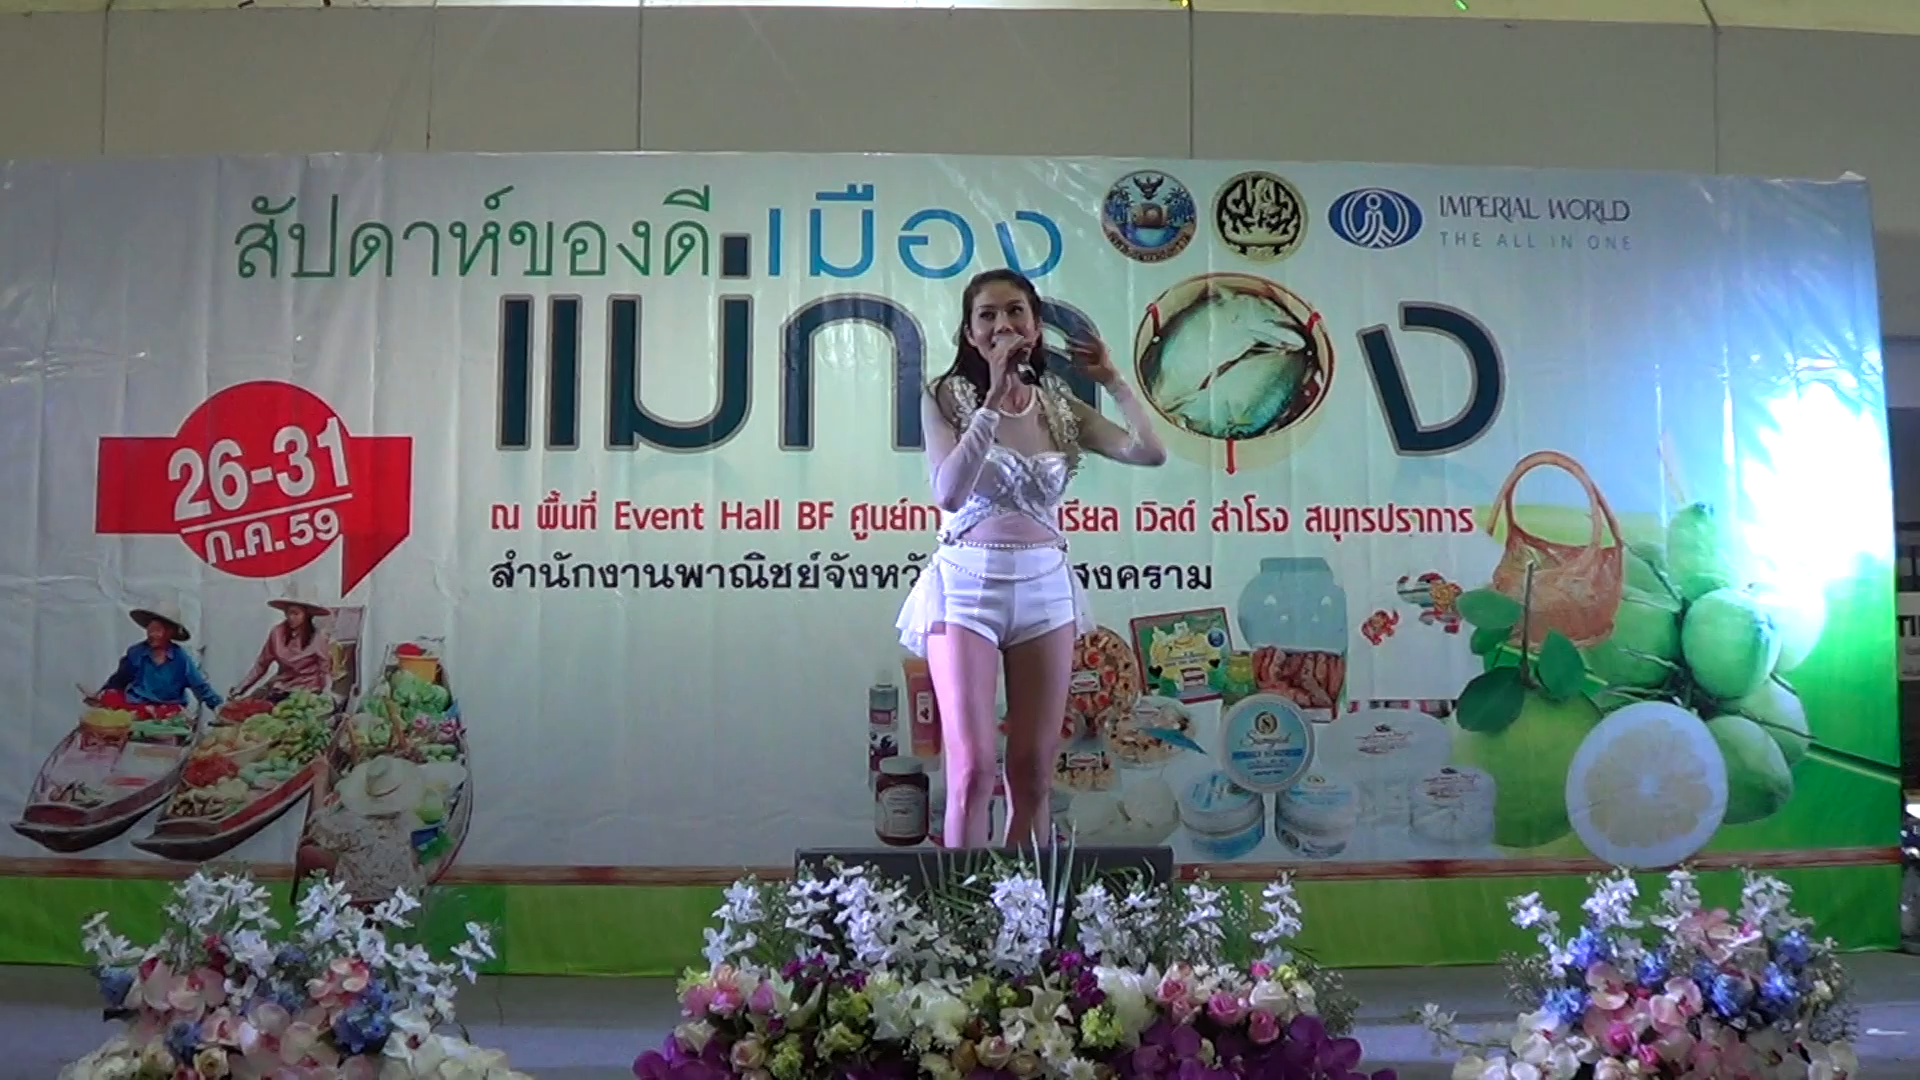 สัปดาห์ของดี เมือง
IMPERIAL WORLD
THE ALL IN ONE
แม่กลอง
26-31
ก.ค. 59
ณ พื้นที่ Event Hall BF ศูนย์กา เรียล เวิลด์ สำโรง สมุทรปราการ
สำนักงานพาณิชย์จังหวั สงคราม